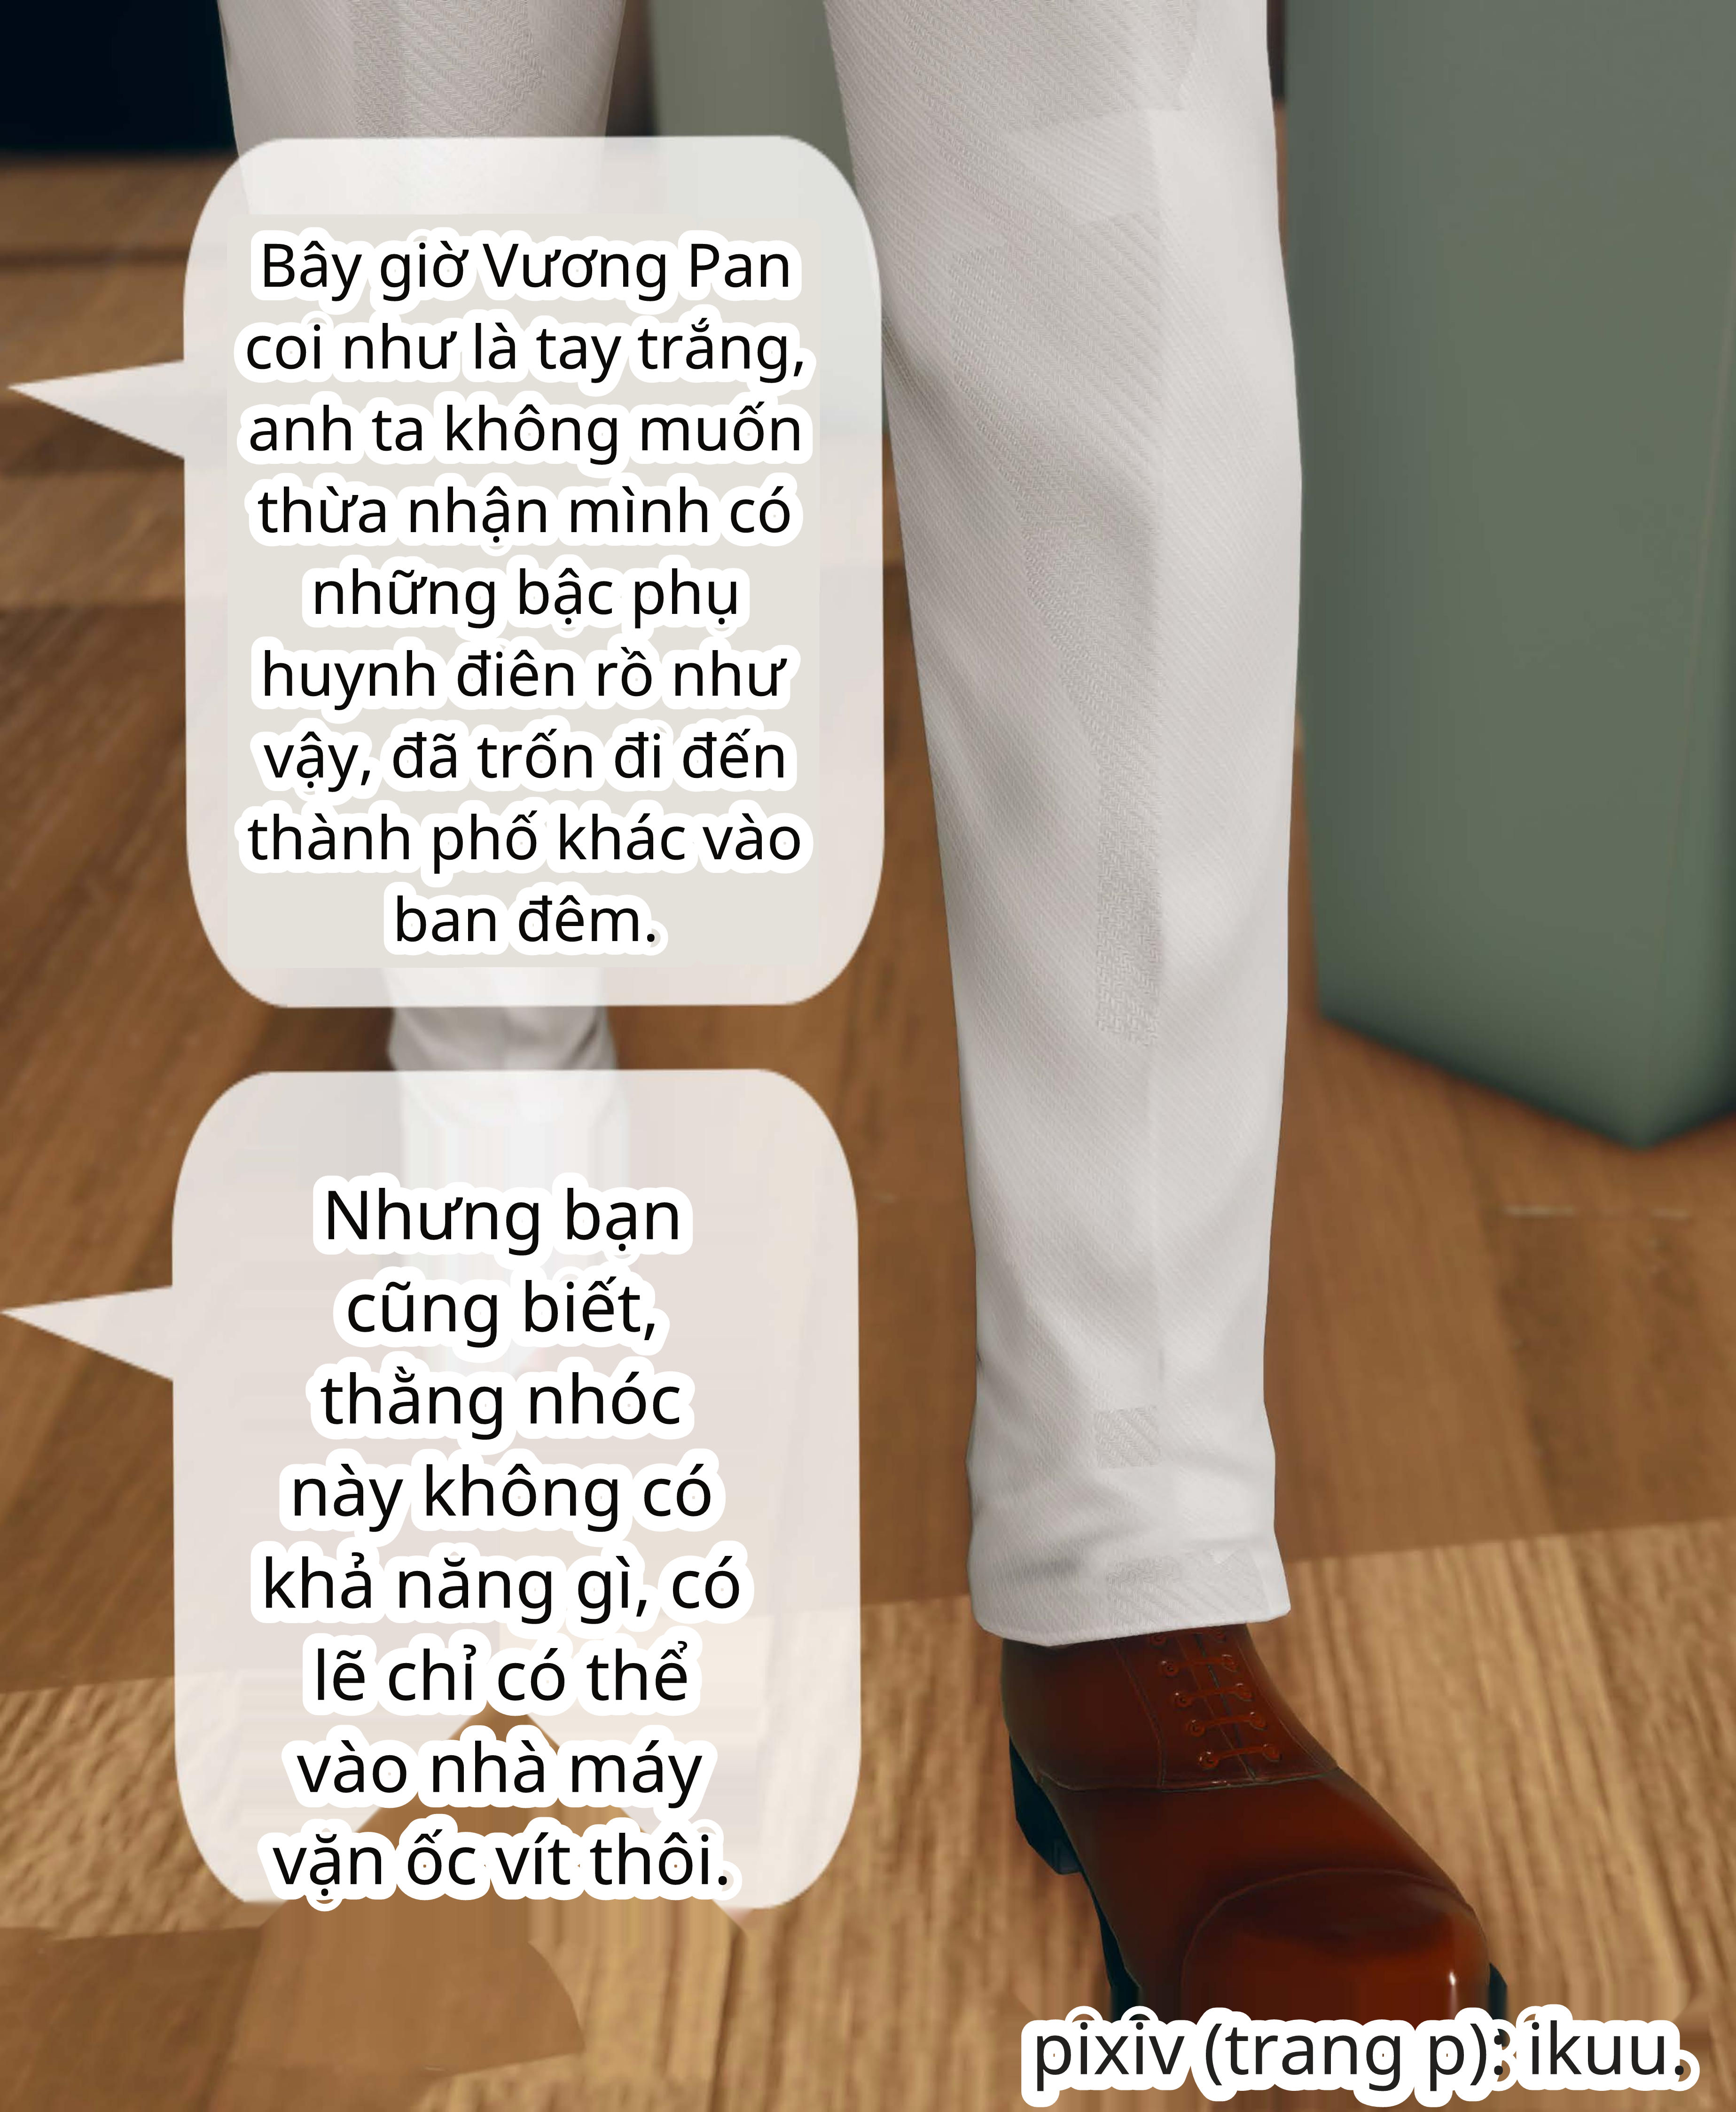 Bây giờ Vương Pan
coi như là tay trắng,
anh ta không muốn
thừa nhận mình có
những bậc phụ
huynh điên rồ như
vậy, đã trốn đi đến
thành phố khác vào
ban đêm.
Nhưng bạn
cũng biết,
thằng nhóc
này không có
khả năng gì, có
lẽ chỉ có thể
vào nhà máy
vặn ốc vít thôi.
pixiv (trang p): ikuu.